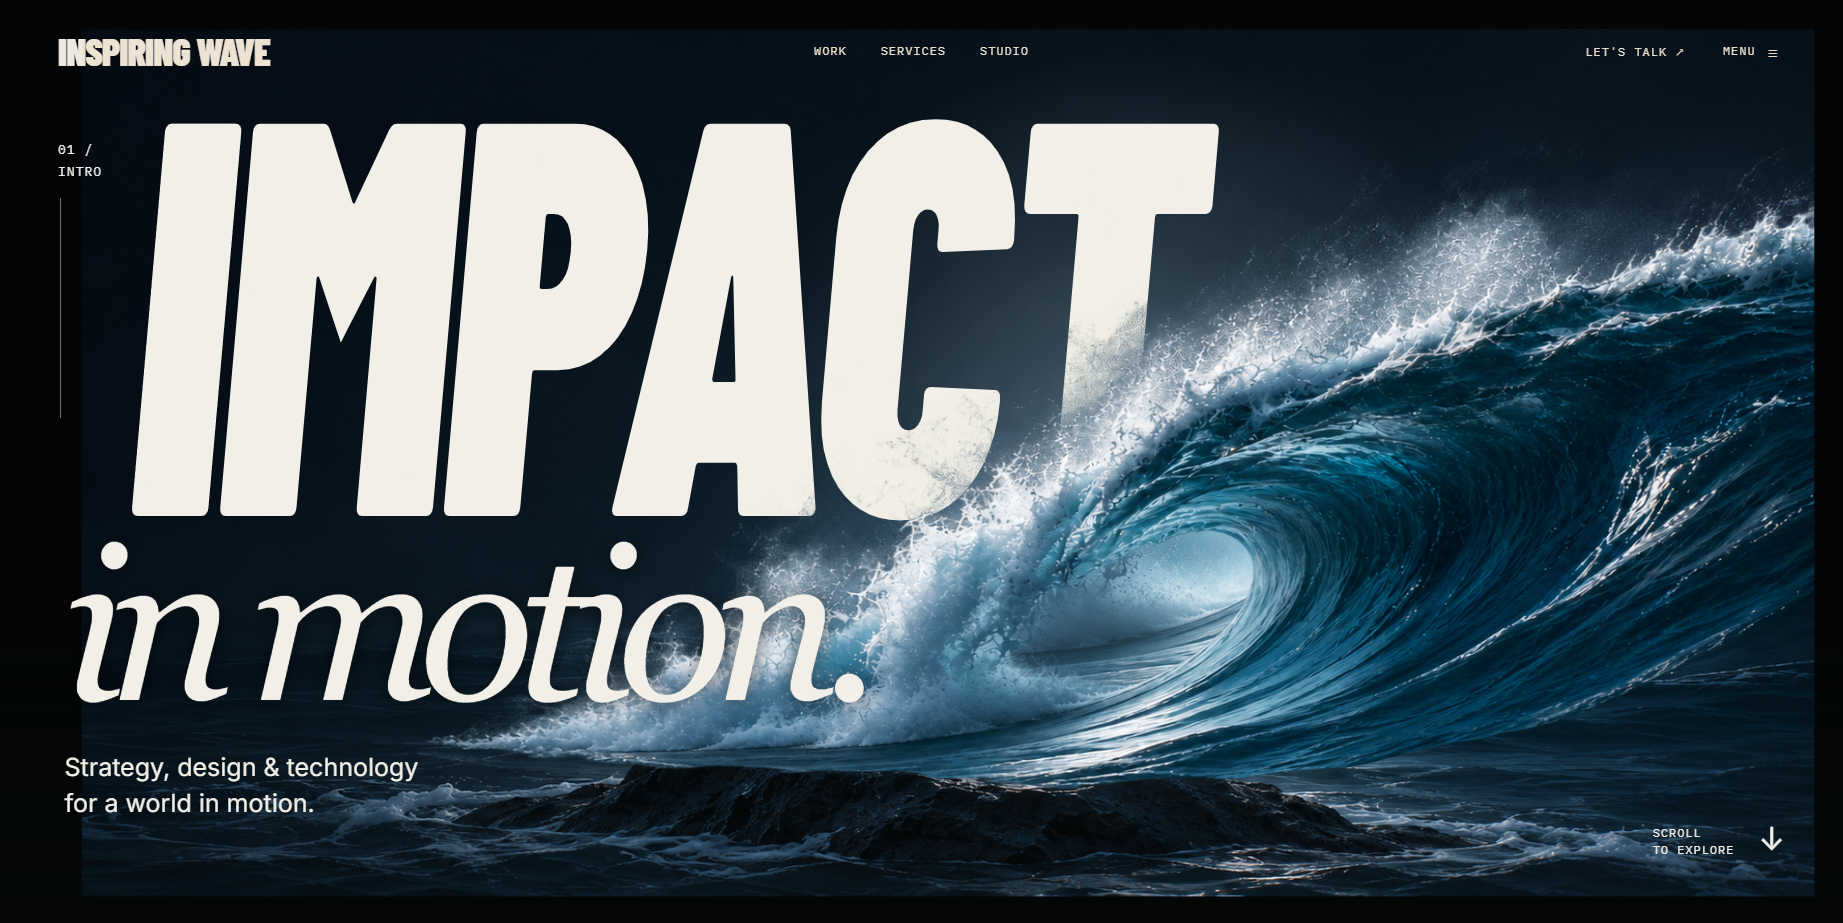 INSPIRING WAVE
WORK SERVICES STUDIO
LET'S TALK ↗ MENU ≡
01 /
INTRO
IMPACT
in motion.
Strategy, design & technology
for a world in motion.
SCROLL
TO EXPLORE ↓